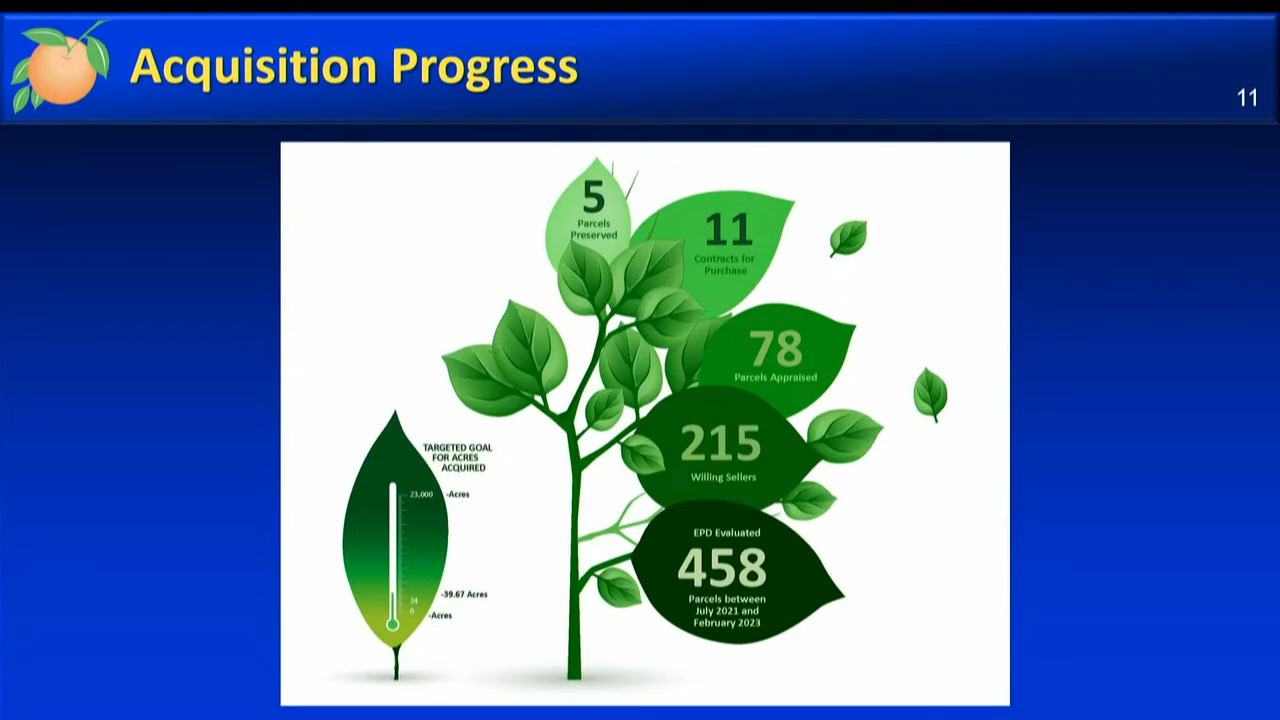 Acquisition Progress
11
5
Parcels
Preserved
11
Contracts for
Purchase
78
Parcels Appraised
215
Willing Sellers
EPD Evaluated
458
Parcels between
July 2021 and
February 2023
TARGETED GOAL
FOR ACRES
ACQUIRED
23,000 -Acres
-39.67 Acres
24
0
-Acres